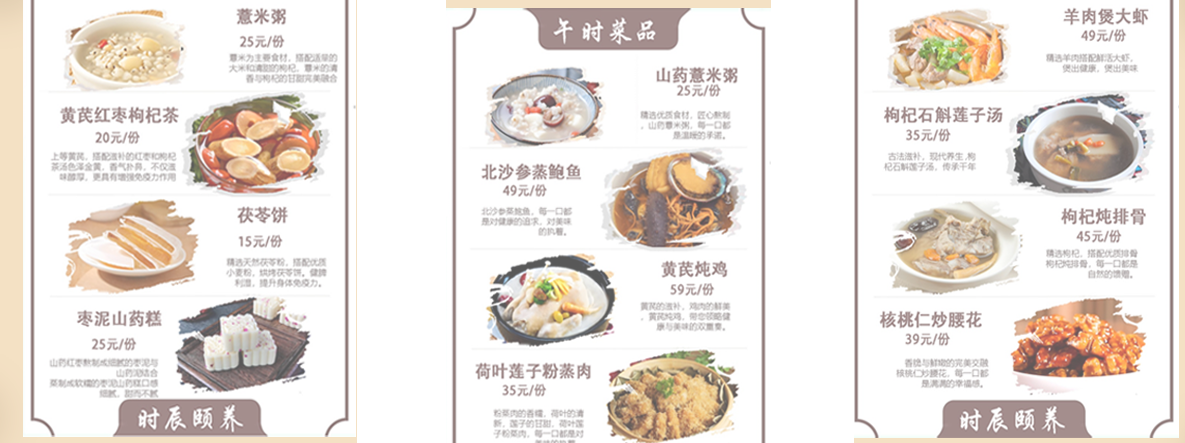 薏米粥
25元/份
薏米为主要食材，搭配适量的
大米和清甜的枸杞，薏米的清
香与枸杞的甘甜完美融合
黄芪红枣枸杞茶
20元/份
上等黄芪，搭配滋补的红枣和枸杞
茶汤色泽金黄，香气扑鼻，不仅滋
味醇厚，更具有增强免疫力作用
茯苓饼
15元/份
精选天然茯苓粉，搭配优质
小麦粉，烘烤茯苓饼。健脾
利湿，提升身体免疫力。
枣泥山药糕
25元/份
山药红枣熬制成细腻的枣泥与
山药泥结合
蒸制成软糯的枣泥山药糕口感
细腻，甜而不腻
时辰颐养
午时菜品
山药薏米粥
25元/份
精选优质食材，匠心熬制
，山药薏米粥，每一口都
是温暖的承诺。
北沙参蒸鲍鱼
49元/份
北沙参蒸鲍鱼，每一口都
是对健康的追求，对美味
的执着。
黄芪炖鸡
59元/份
黄芪的滋补，鸡肉的鲜美
，黄芪炖鸡，带您领略健
康与美味的双重奏。
荷叶莲子粉蒸肉
35元/份
粉蒸肉的香糯，荷叶的清
新，莲子的甘甜，荷叶莲
子粉蒸肉，每一口都是对
羊肉煲大虾
49元/份
精选羊肉搭配鲜活大虾，
煲出健康，煲出美味
枸杞石斛莲子汤
35元/份
古法滋补，现代养生,枸
杞石斛莲子汤，传承千年
枸杞炖排骨
45元/份
精选枸杞，搭配优质排骨
枸杞炖排骨，每一口都是
自然的馈赠。
核桃仁炒腰花
39元/份
香脆与鲜嫩的完美交融
核桃仁炒腰花，每一口都
是满满的幸福感。
时辰颐养